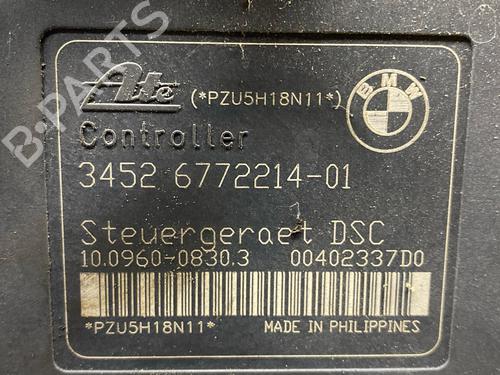 Ate (*PZU5H18N11*) BMW
Controller
3452 6772214-01
Steuergeraet DSC
10.0960-0830.3 00402337D0
*PZU5H18N11* MADE IN PHILIPPINES
B-PARTS